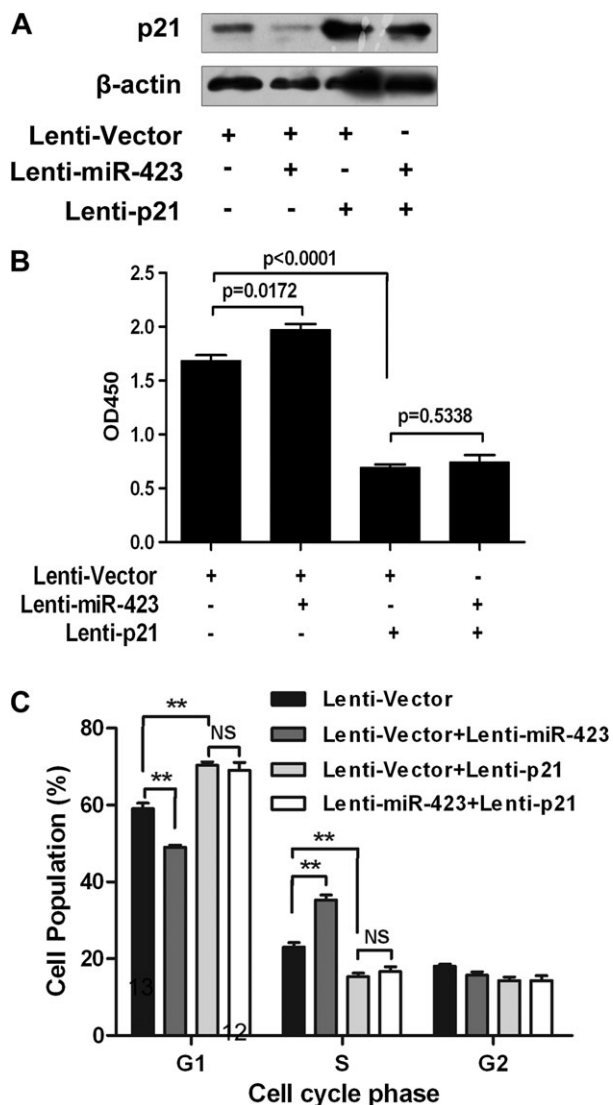 A
p21
β-actin
Lenti-Vector + + + -
Lenti-miR-423 - + - +
Lenti-p21 - - + +
B
p<0.0001
p=0.0172
p=0.5338
OD450
2.5
2.0
1.5
1.0
0.5
0.0
Lenti-Vector + + + -
Lenti-miR-423 - + - +
Lenti-p21 - - + +
C
Lenti-Vector
Lenti-Vector+Lenti-miR-423
Lenti-Vector+Lenti-p21
Lenti-miR-423+Lenti-p21
Cell Population (%)
80
60
40
20
0
** NS
**
**
**
NS
13
12
G1 S G2
Cell cycle phase